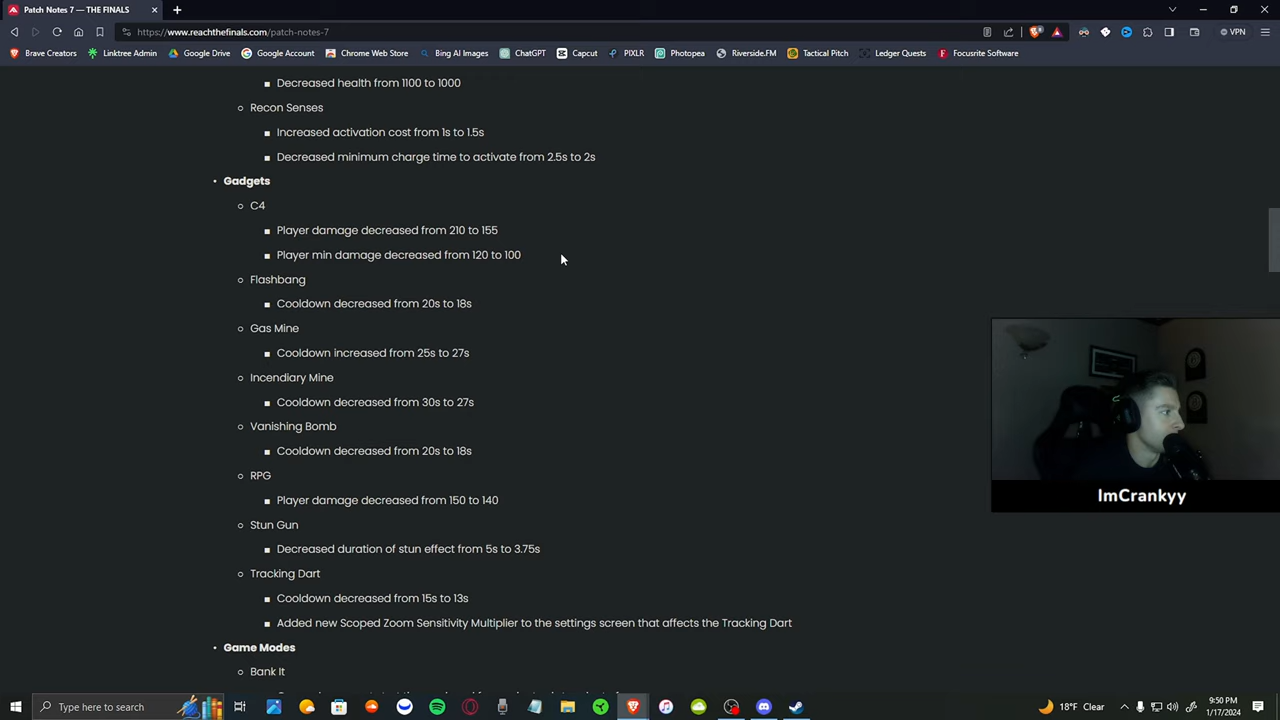 Patch Notes 7 — THE FINALS
https://www.reachthefinals.com/patch-notes-7
VPN
Brave Creators
Linktree Admin
Google Drive
Google Account
Chrome Web Store
Bing AI Images
ChatGPT
Capcut
PIXLR
Photopea
Riverside.FM
Tactical Pitch
Ledger Quests
Focusrite Software
Decreased health from 1100 to 1000
Recon Senses
Increased activation cost from 1s to 1.5s
Decreased minimum charge time to activate from 2.5s to 2s
Gadgets
C4
Player damage decreased from 210 to 155
Player min damage decreased from 120 to 100
Flashbang
Cooldown decreased from 20s to 18s
Gas Mine
Cooldown increased from 25s to 27s
Incendiary Mine
Cooldown decreased from 30s to 27s
Vanishing Bomb
Cooldown decreased from 20s to 18s
RPG
Player damage decreased from 150 to 140
Stun Gun
Decreased duration of stun effect from 5s to 3.75s
Tracking Dart
Cooldown decreased from 15s to 13s
Added new Scoped Zoom Sensitivity Multiplier to the settings screen that affects the Tracking Dart
Game Modes
Bank It
ImCrankyy
Type here to search
18°F Clear
9:50 PM
1/17/2024